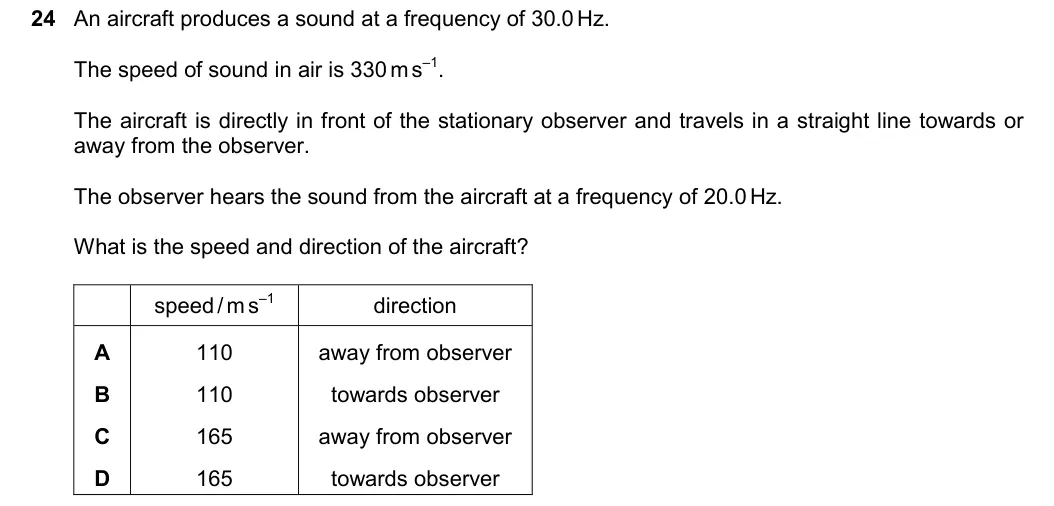 24 An aircraft produces a sound at a frequency of 30.0 Hz.
The speed of sound in air is 330 m s⁻¹.
The aircraft is directly in front of the stationary observer and travels in a straight line towards or
away from the observer.
The observer hears the sound from the aircraft at a frequency of 20.0 Hz.
What is the speed and direction of the aircraft?
speed / m s⁻¹ direction
A 110 away from observer
B 110 towards observer
C 165 away from observer
D 165 towards observer